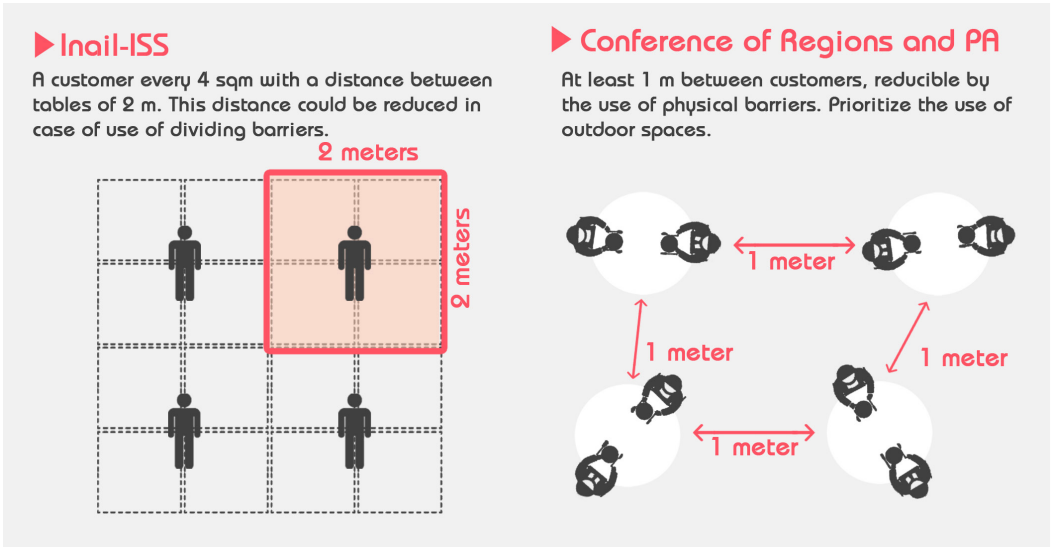 Inail-ISS
A customer every 4 sqm with a distance between
tables of 2 m. This distance could be reduced in
case of use of dividing barriers.
2 meters
2 meters
Conference of Regions and PA
At least 1 m between customers, reducible by
the use of physical barriers. Prioritize the use of
outdoor spaces.
1 meter
1 meter
1 meter
1 meter